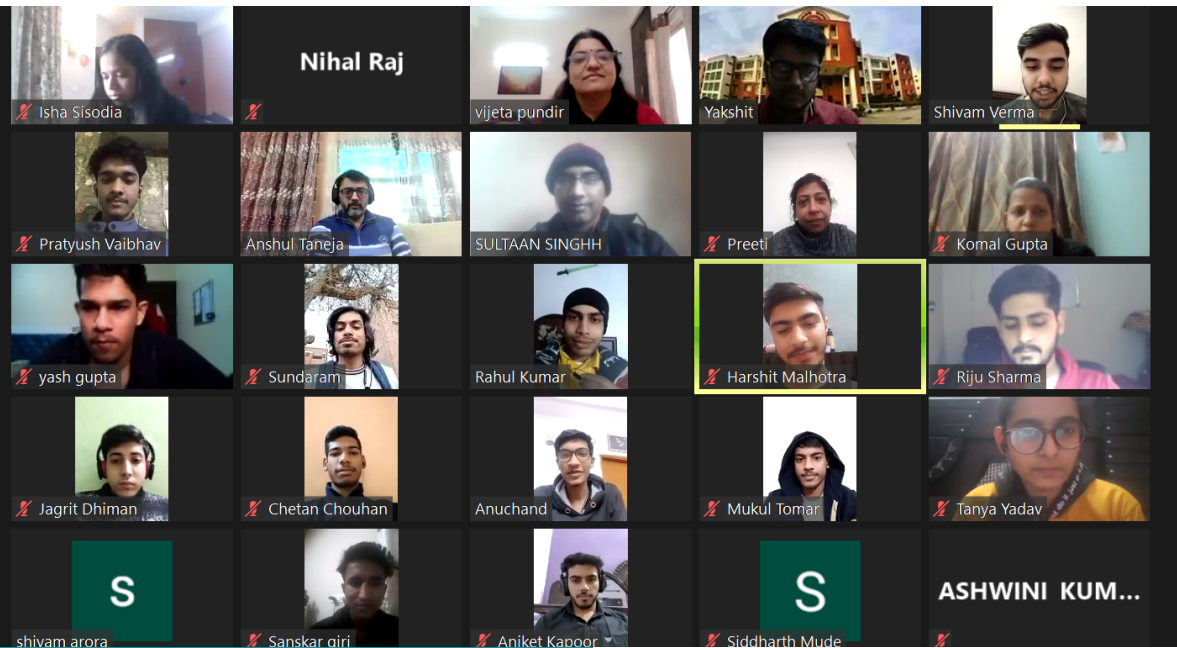 Isha Sisodia
Nihal Raj
vijeta pundir
Yakshit
Shivam Verma
Pratyush Vaibhav
Anshul Taneja
SULTAAN SINGHH
Preeti
Komal Gupta
yash gupta
Sundaram
Rahul Kumar
Harshit Malhotra
Riju Sharma
Jagrit Dhiman
Chetan Chouhan
Anuchand
Mukul Tomar
Tanya Yadav
S
shivam arora
Sanskar giri
Aniket Kapoor
S
Siddharth Mude
ASHWINI KUM...